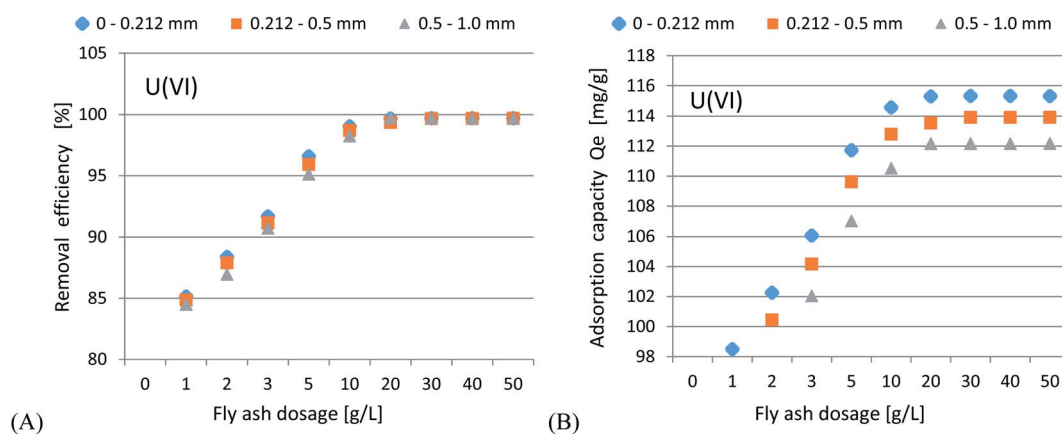 0 - 0.212 mm 0.212 - 0.5 mm 0.5 - 1.0 mm
105
100
95
90
85
80
Removal efficiency [%]
U(VI)
0 1 2 3 5 10 20 30 40 50
Fly ash dosage [g/L]
(A)
0 - 0.212 mm 0.212 - 0.5 mm 0.5 - 1.0 mm
118
116
114
112
110
108
106
104
102
100
98
Adsorption capacity Qe [mg/g]
U(VI)
0 1 2 3 5 10 20 30 40 50
Fly ash dosage [g/L]
(B)